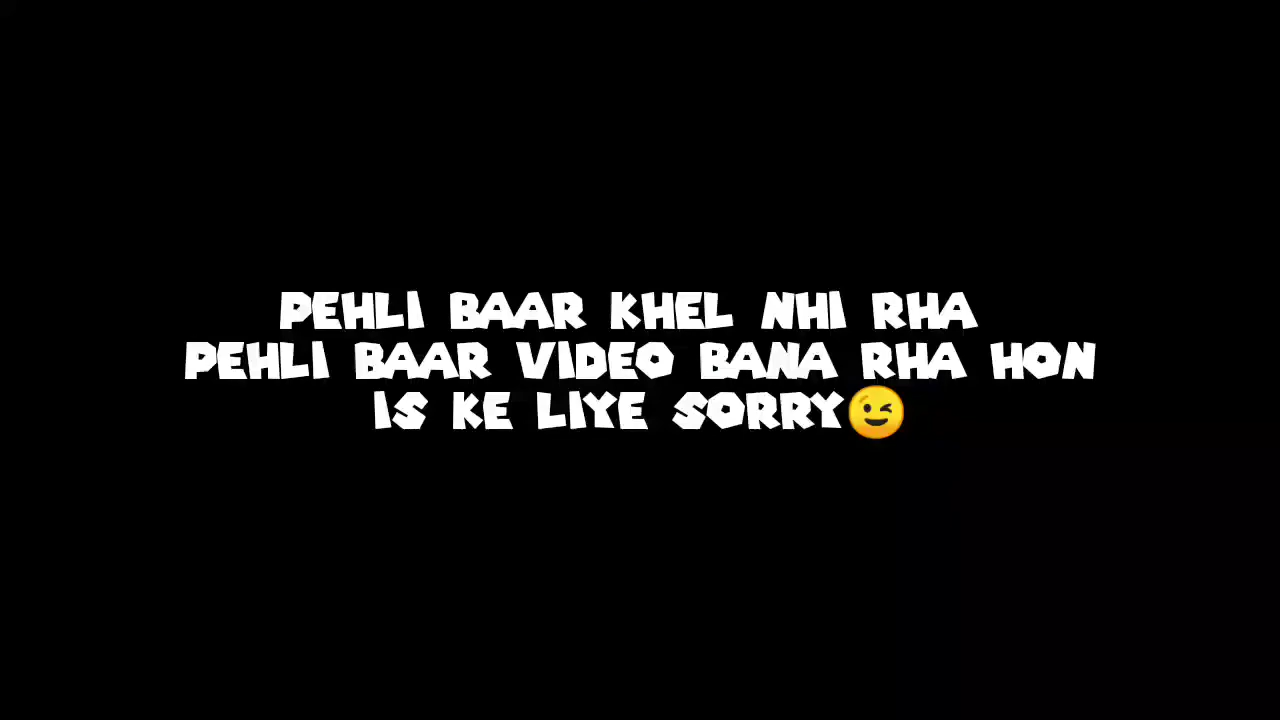 PEHLI BAAR KHEL NHI RHA
PEHLI BAAR VIDEO BANA RHA HON
IS KE LIYE SORRY😉